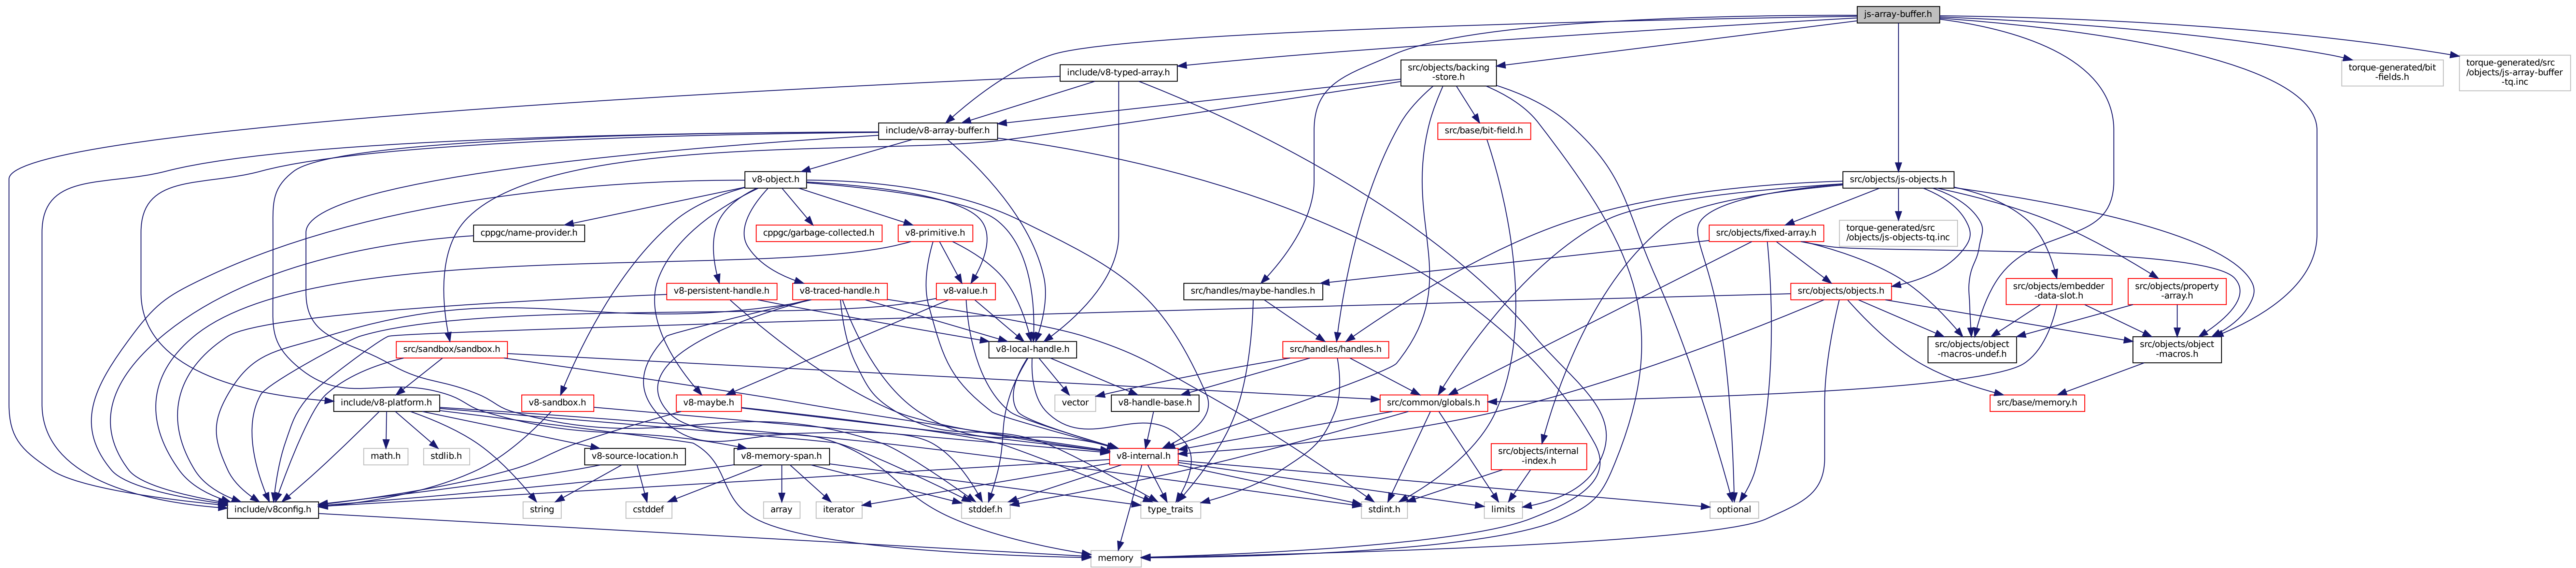 js-array-buffer.h
include/v8-typed-array.h
src/objects/backing
-store.h
torque-generated/bit
-fields.h
torque-generated/src
/objects/js-array-buffer
-tq.inc
include/v8-array-buffer.h
src/base/bit-field.h
v8-object.h
src/objects/js-objects.h
cppgc/name-provider.h
cppgc/garbage-collected.h
v8-primitive.h
src/objects/fixed-array.h
torque-generated/src
/objects/js-objects-tq.inc
v8-persistent-handle.h
v8-traced-handle.h
v8-value.h
src/handles/maybe-handles.h
src/objects/objects.h
src/objects/embedder
-data-slot.h
src/objects/property
-array.h
src/sandbox/sandbox.h
v8-local-handle.h
src/handles/handles.h
src/objects/object
-macros-undef.h
src/objects/object
-macros.h
include/v8-platform.h
v8-sandbox.h
v8-maybe.h
vector
v8-handle-base.h
src/common/globals.h
src/base/memory.h
math.h
stdlib.h
v8-source-location.h
v8-memory-span.h
v8-internal.h
src/objects/internal
-index.h
include/v8config.h
string
cstddef
array
iterator
stddef.h
type_traits
stdint.h
limits
optional
memory